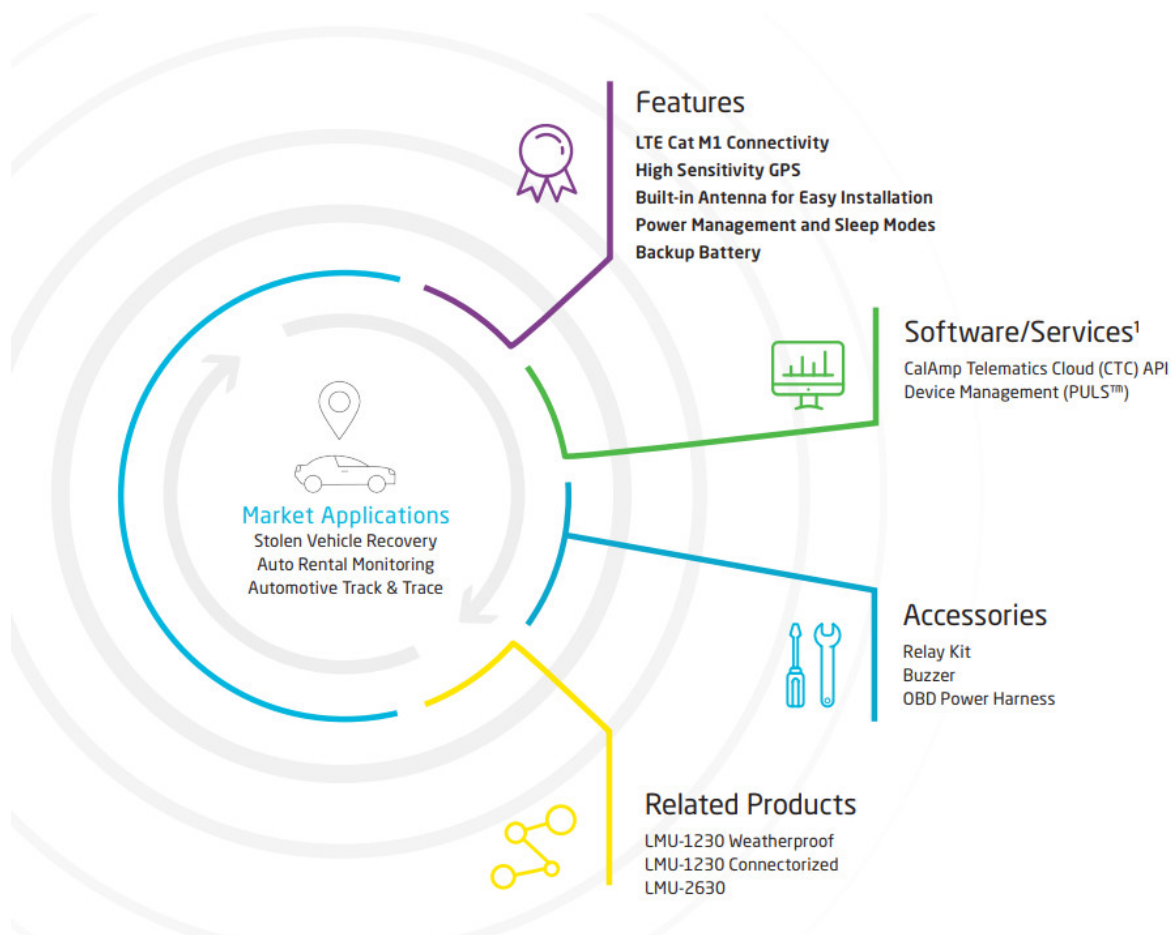 Features
LTE Cat M1 Connectivity
High Sensitivity GPS
Built-in Antenna for Easy Installation
Power Management and Sleep Modes
Backup Battery
Software/Services¹
CalAmp Telematics Cloud (CTC) API
Device Management (PULS™)
Market Applications
Stolen Vehicle Recovery
Auto Rental Monitoring
Automotive Track & Trace
Accessories
Relay Kit
Buzzer
OBD Power Harness
Related Products
LMU-1230 Weatherproof
LMU-1230 Connectorized
LMU-2630